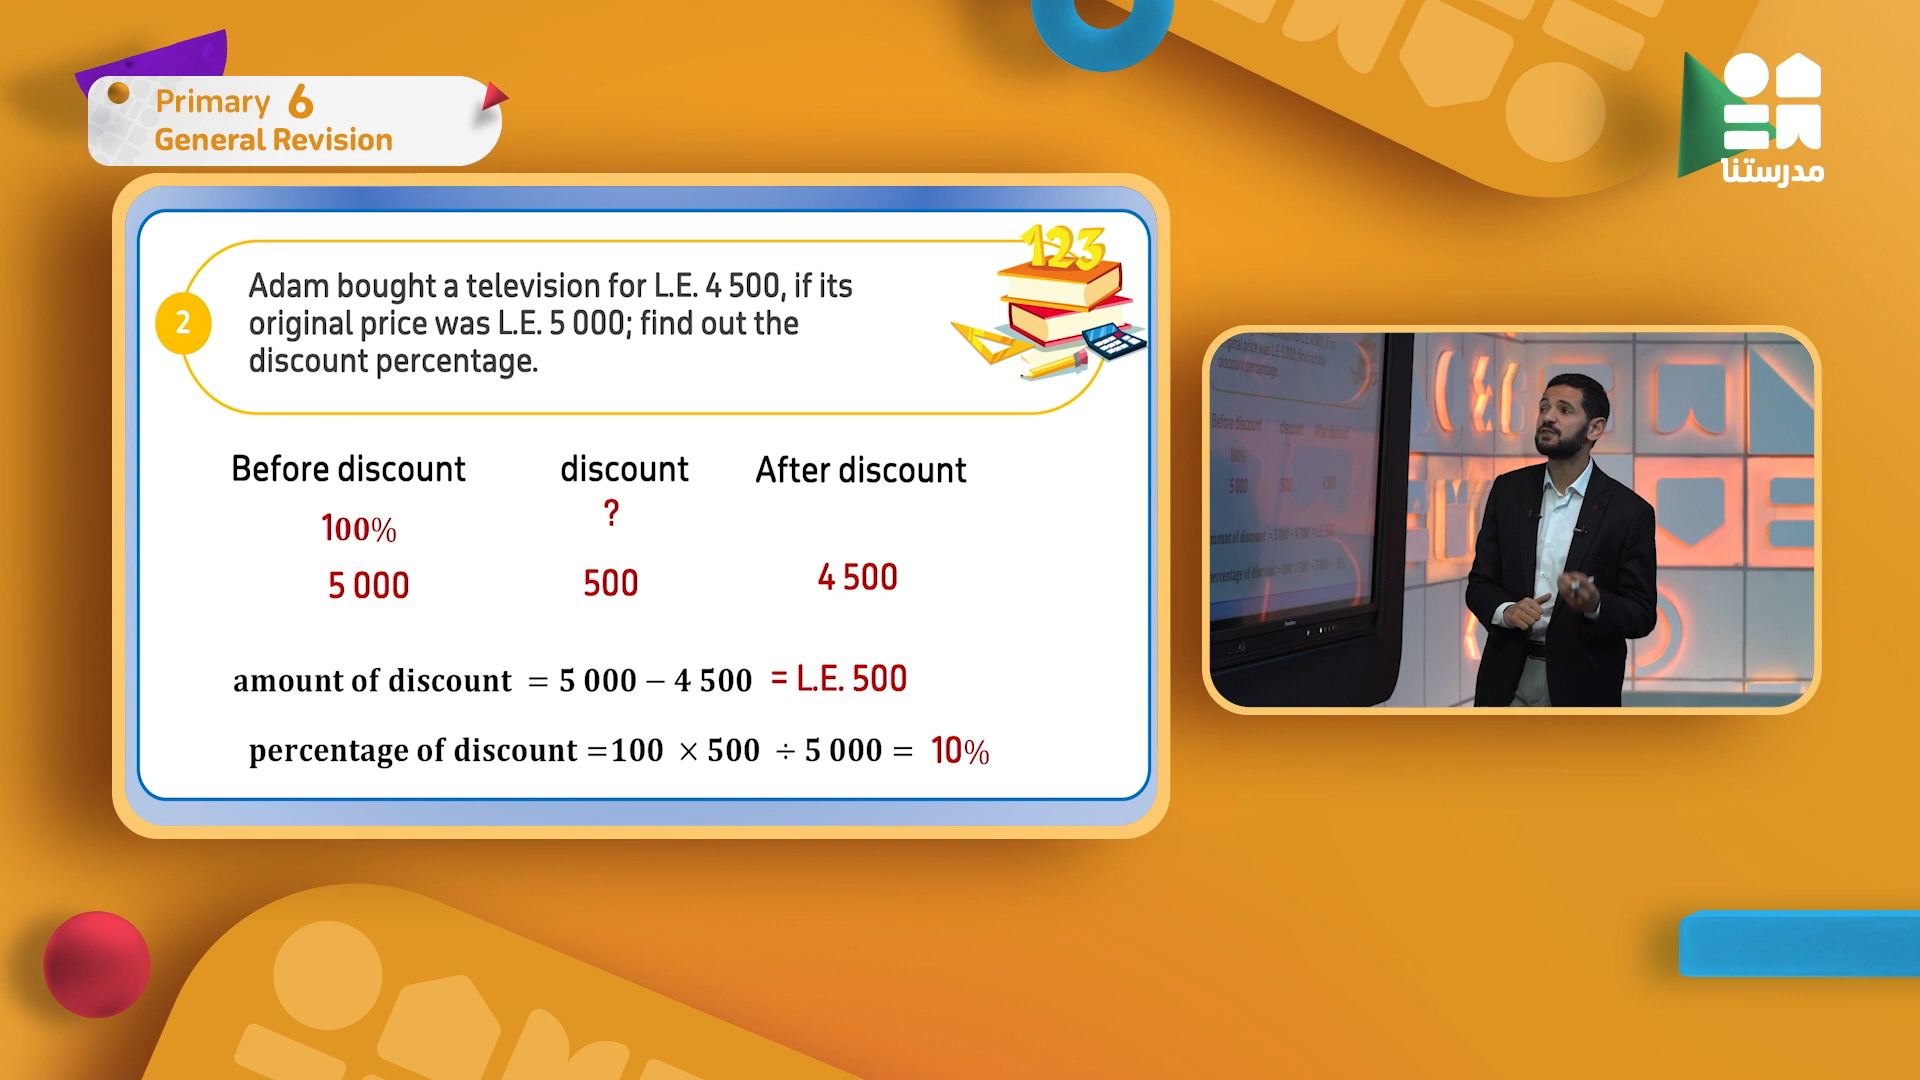 Primary 6
General Revision
مدرستنا
123
2
Adam bought a television for L.E. 4 500, if its
original price was L.E. 5 000; find out the
discount percentage.
Before discount discount After discount
100% ?
5 000 500 4 500
amount of discount = 5 000 − 4 500 = L.E. 500
percentage of discount =100 × 500 ÷ 5 000 = 10%